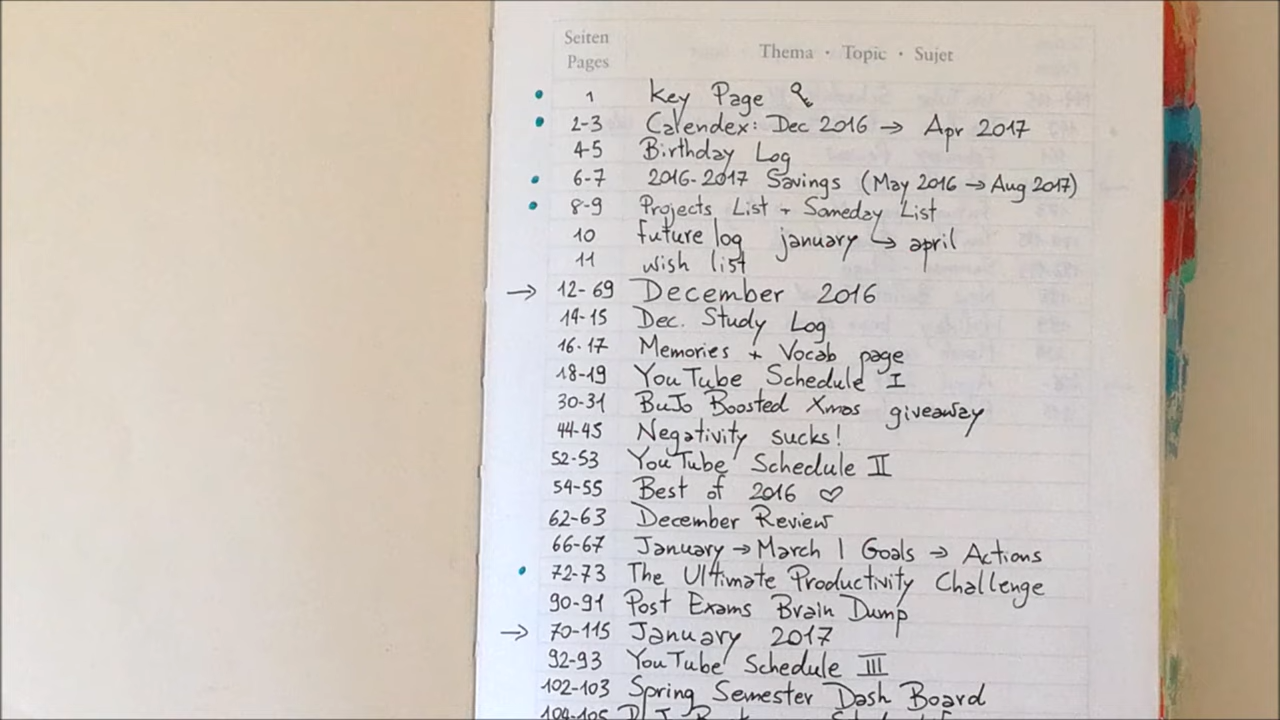 Seiten Pages Thema · Topic · Sujet
1 Key Page
2-3 Calendex: Dec 2016 → Apr 2017
4-5 Birthday Log
6-7 2016-2017 Savings (May 2016 → Aug 2017)
8-9 Projects List + Someday List
10 future log january ↳ april
11 wish list
→ 12-69 December 2016
14-15 Dec. Study Log
16-17 Memories + Vocab page
18-19 YouTube Schedule I
30-31 BuJo Boosted Xmas giveaway
44-45 Negativity sucks!
52-53 YouTube Schedule II
54-55 Best of 2016 ♡
62-63 December Review
66-67 January → March | Goals → Actions
72-73 The Ultimate Productivity Challenge
90-91 Post Exams Brain Dump
→ 70-115 January 2017
92-93 YouTube Schedule III
102-103 Spring Semester Dash Board
104-105